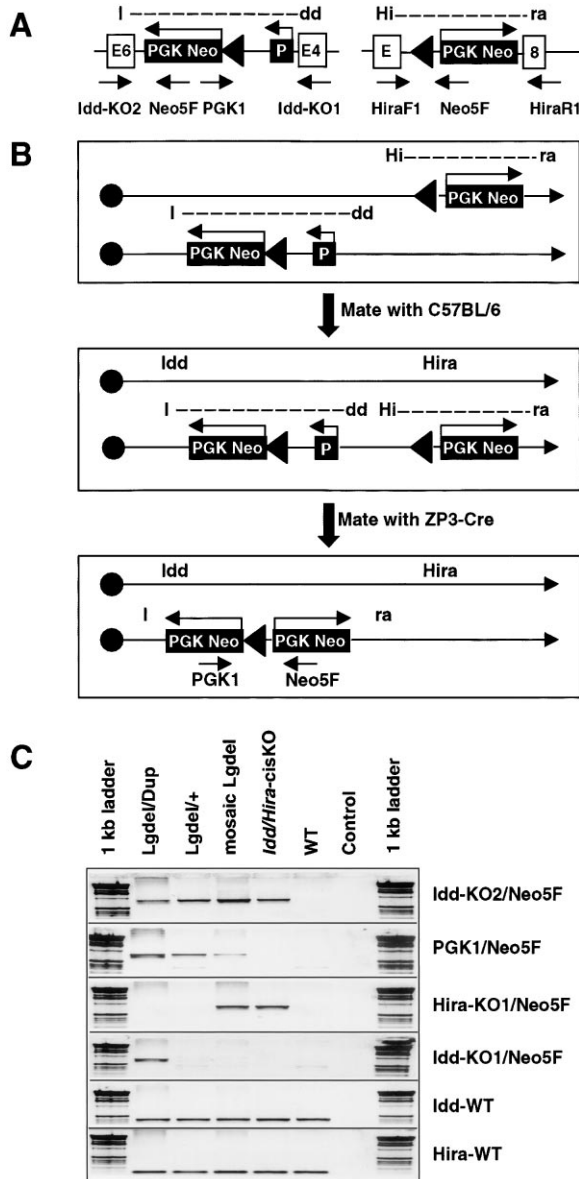 A
I dd
E6 PGK Neo P E4
Idd-KO2 Neo5F PGK1 Idd-KO1
Hi ra
E PGK Neo 8
HiraF1 Neo5F HiraR1
B
Hi ra
PGK Neo
I dd
PGK Neo P
Mate with C57BL/6
Idd Hira
I dd Hi ra
PGK Neo P PGK Neo
Mate with ZP3-Cre
Idd Hira
I ra
PGK Neo PGK Neo
PGK1 Neo5F
C
1 kb ladder
Lgdel/Dup
Lgdel/+
mosaic Lgdel
Idd/Hira-cisKO
WT
Control
1 kb ladder
Idd-KO2/Neo5F
PGK1/Neo5F
Hira-KO1/Neo5F
Idd-KO1/Neo5F
Idd-WT
Hira-WT